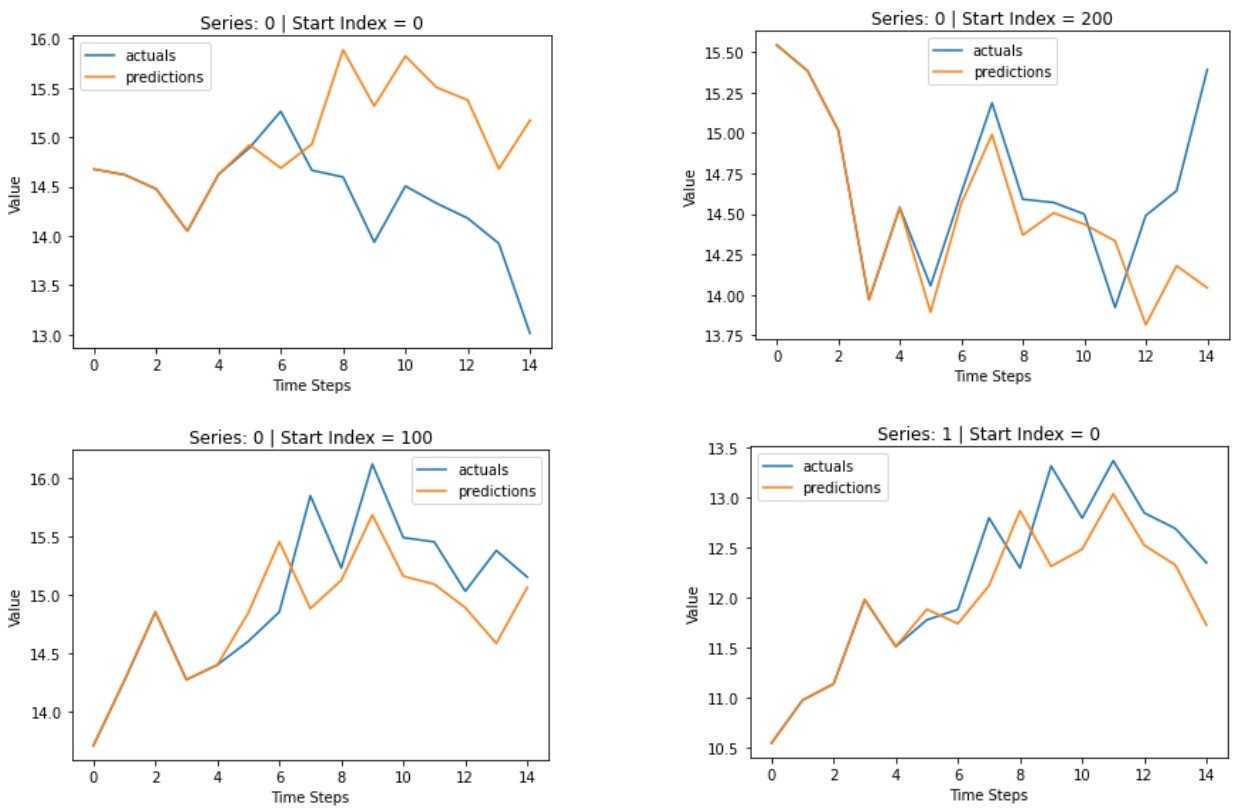 Series: 0 | Start Index = 0
16.0
15.5
15.0
14.5
14.0
13.5
13.0
Value
actuals
predictions
0 2 4 6 8 10 12 14
Time Steps
Series: 0 | Start Index = 200
15.50
15.25
15.00
14.75
14.50
14.25
14.00
13.75
Value
actuals
predictions
0 2 4 6 8 10 12 14
Time Steps
Series: 0 | Start Index = 100
16.0
15.5
15.0
14.5
14.0
Value
actuals
predictions
0 2 4 6 8 10 12 14
Time Steps
Series: 1 | Start Index = 0
13.5
13.0
12.5
12.0
11.5
11.0
10.5
Value
actuals
predictions
0 2 4 6 8 10 12 14
Time Steps